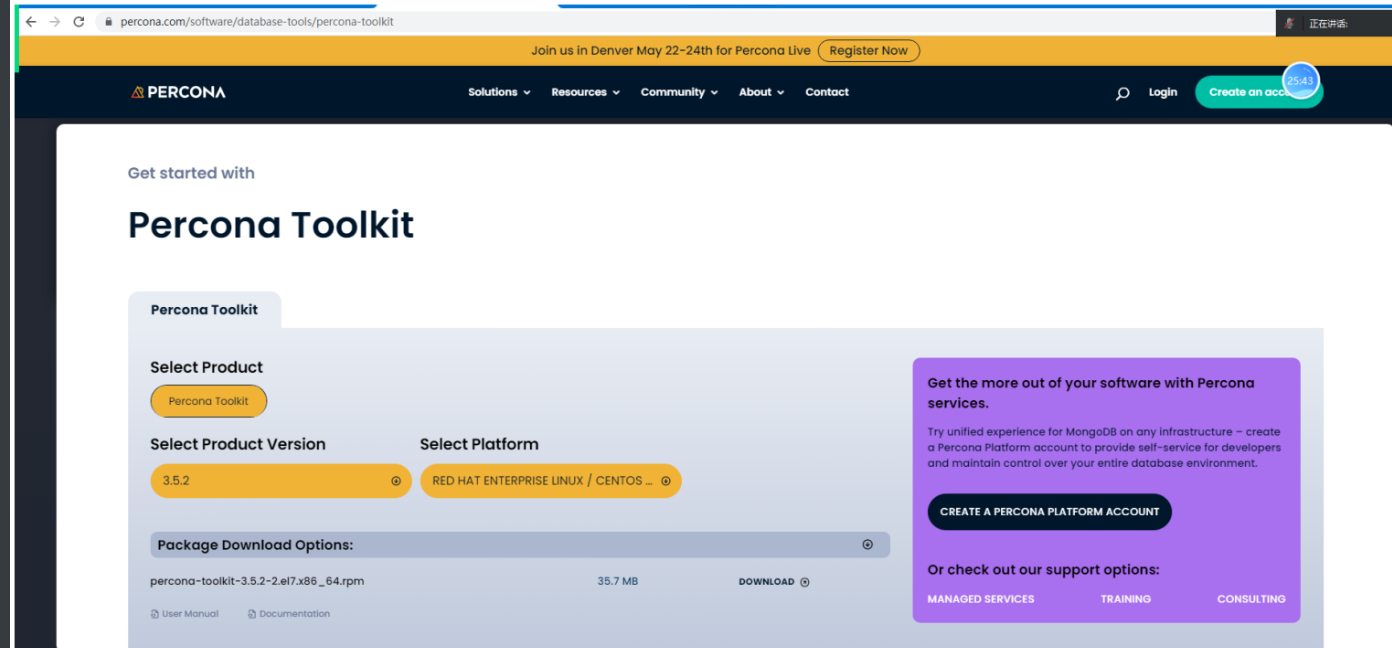 percona.com/software/database-tools/percona-toolkit
正在讲话:
Join us in Denver May 22-24th for Percona Live Register Now
PERCONA Solutions Resources Community About Contact Login Create an acc
25:43
Get started with
Percona Toolkit
Percona Toolkit
Select Product
Percona Toolkit
Select Product Version Select Platform
3.5.2 RED HAT ENTERPRISE LINUX / CENTOS ...
Package Download Options:
percona-toolkit-3.5.2-2.el7.x86_64.rpm 35.7 MB DOWNLOAD
User Manual Documentation
Get the more out of your software with Percona
services.
Try unified experience for MongoDB on any infrastructure – create
a Percona Platform account to provide self-service for developers
and maintain control over your entire database environment.
CREATE A PERCONA PLATFORM ACCOUNT
Or check out our support options:
MANAGED SERVICES TRAINING CONSULTING